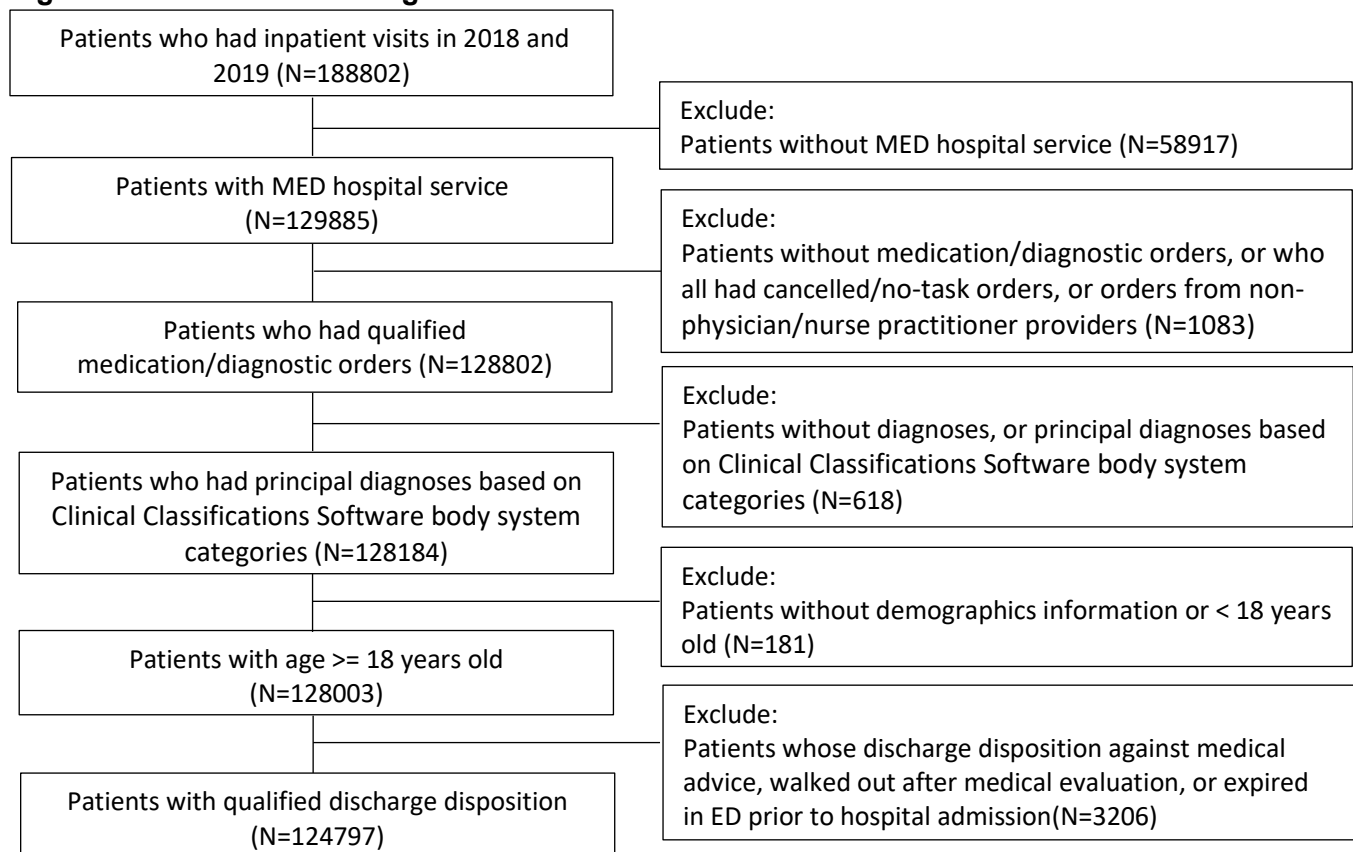 Patients who had inpatient visits in 2018 and
2019 (N=188802)
Exclude:
Patients without MED hospital service (N=58917)
Patients with MED hospital service
(N=129885)
Exclude:
Patients without medication/diagnostic orders, or who
all had cancelled/no-task orders, or orders from non-
physician/nurse practitioner providers (N=1083)
Patients who had qualified
medication/diagnostic orders (N=128802)
Exclude:
Patients without diagnoses, or principal diagnoses based
on Clinical Classifications Software body system
categories (N=618)
Patients who had principal diagnoses based on
Clinical Classifications Software body system
categories (N=128184)
Exclude:
Patients without demographics information or < 18 years
old (N=181)
Patients with age >= 18 years old
(N=128003)
Exclude:
Patients whose discharge disposition against medical
advice, walked out after medical evaluation, or expired
in ED prior to hospital admission(N=3206)
Patients with qualified discharge disposition
(N=124797)